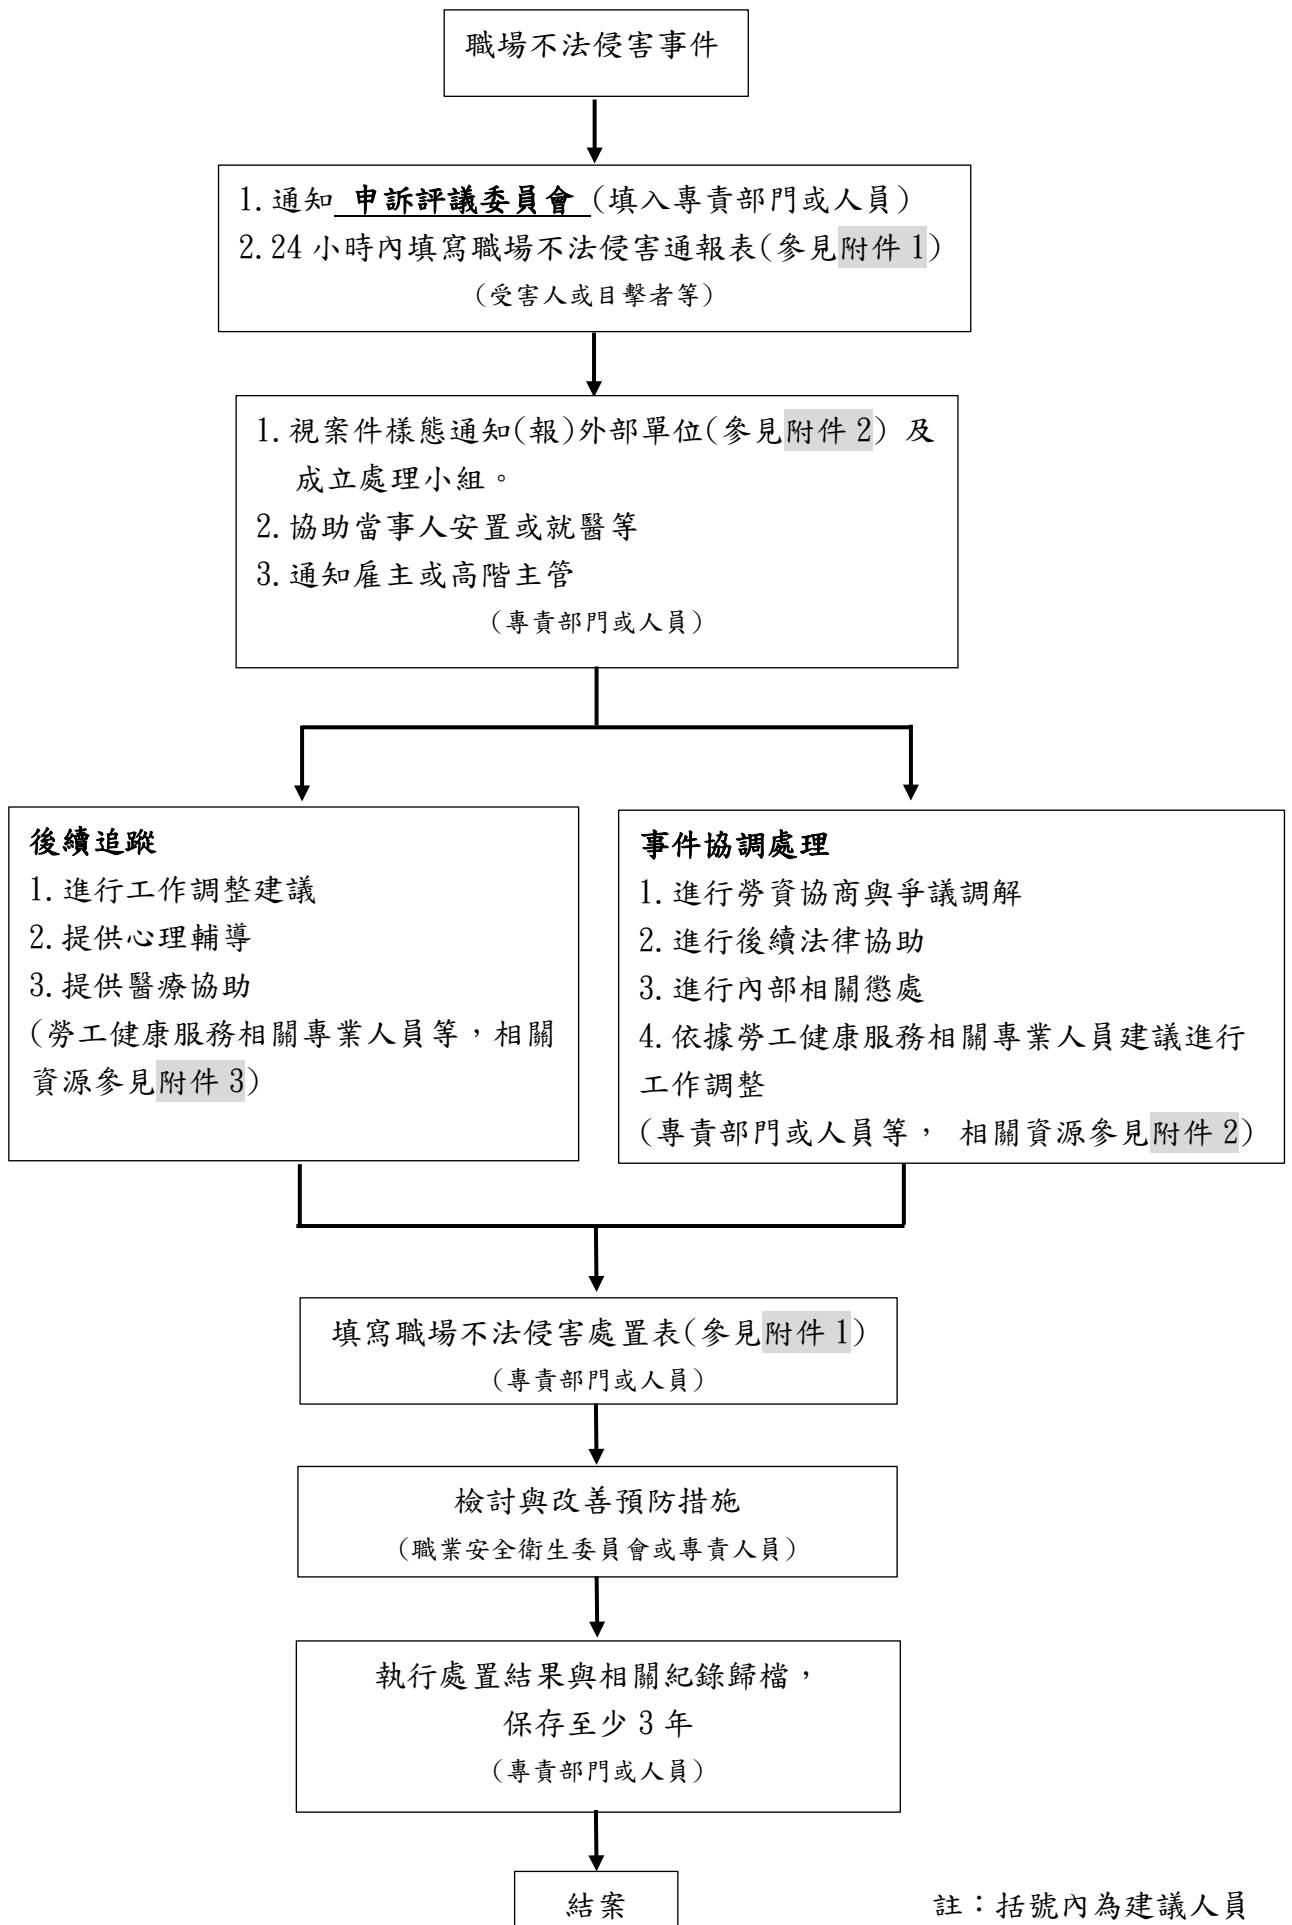 職場不法侵害事件
1.通知 申訴評議委員會 (填入專責部門或人員)
2.24 小時內填寫職場不法侵害通報表(參見附件 1)
(受害人或目擊者等)
1.視案件樣態通知(報)外部單位(參見附件 2) 及
成立處理小組。
2.協助當事人安置或就醫等
3.通知雇主或高階主管
(專責部門或人員)
後續追蹤
1.進行工作調整建議
2.提供心理輔導
3.提供醫療協助
(勞工健康服務相關專業人員等，相關
資源參見附件 3)
事件協調處理
1.進行勞資協商與爭議調解
2.進行後續法律協助
3.進行內部相關懲處
4.依據勞工健康服務相關專業人員建議進行
工作調整
(專責部門或人員等， 相關資源參見附件 2)
填寫職場不法侵害處置表(參見附件 1)
(專責部門或人員)
檢討與改善預防措施
(職業安全衛生委員會或專責人員)
執行處置結果與相關紀錄歸檔，
保存至少 3 年
(專責部門或人員)
結案
註：括號內為建議人員